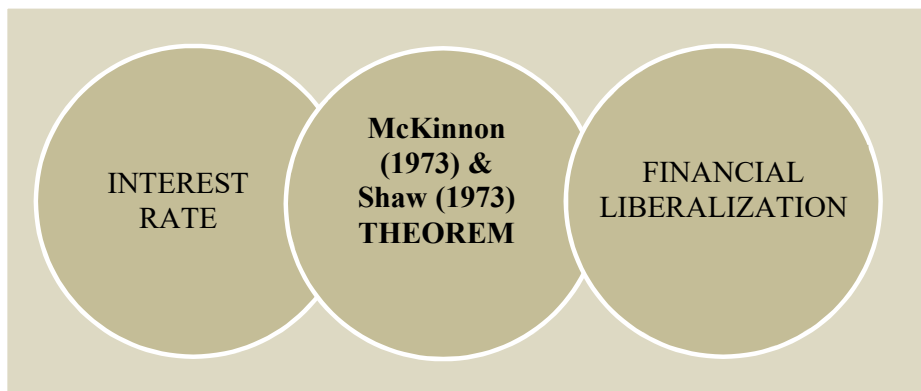 INTEREST
RATE
McKinnon
(1973) &
Shaw (1973)
THEOREM
FINANCIAL
LIBERALIZATION